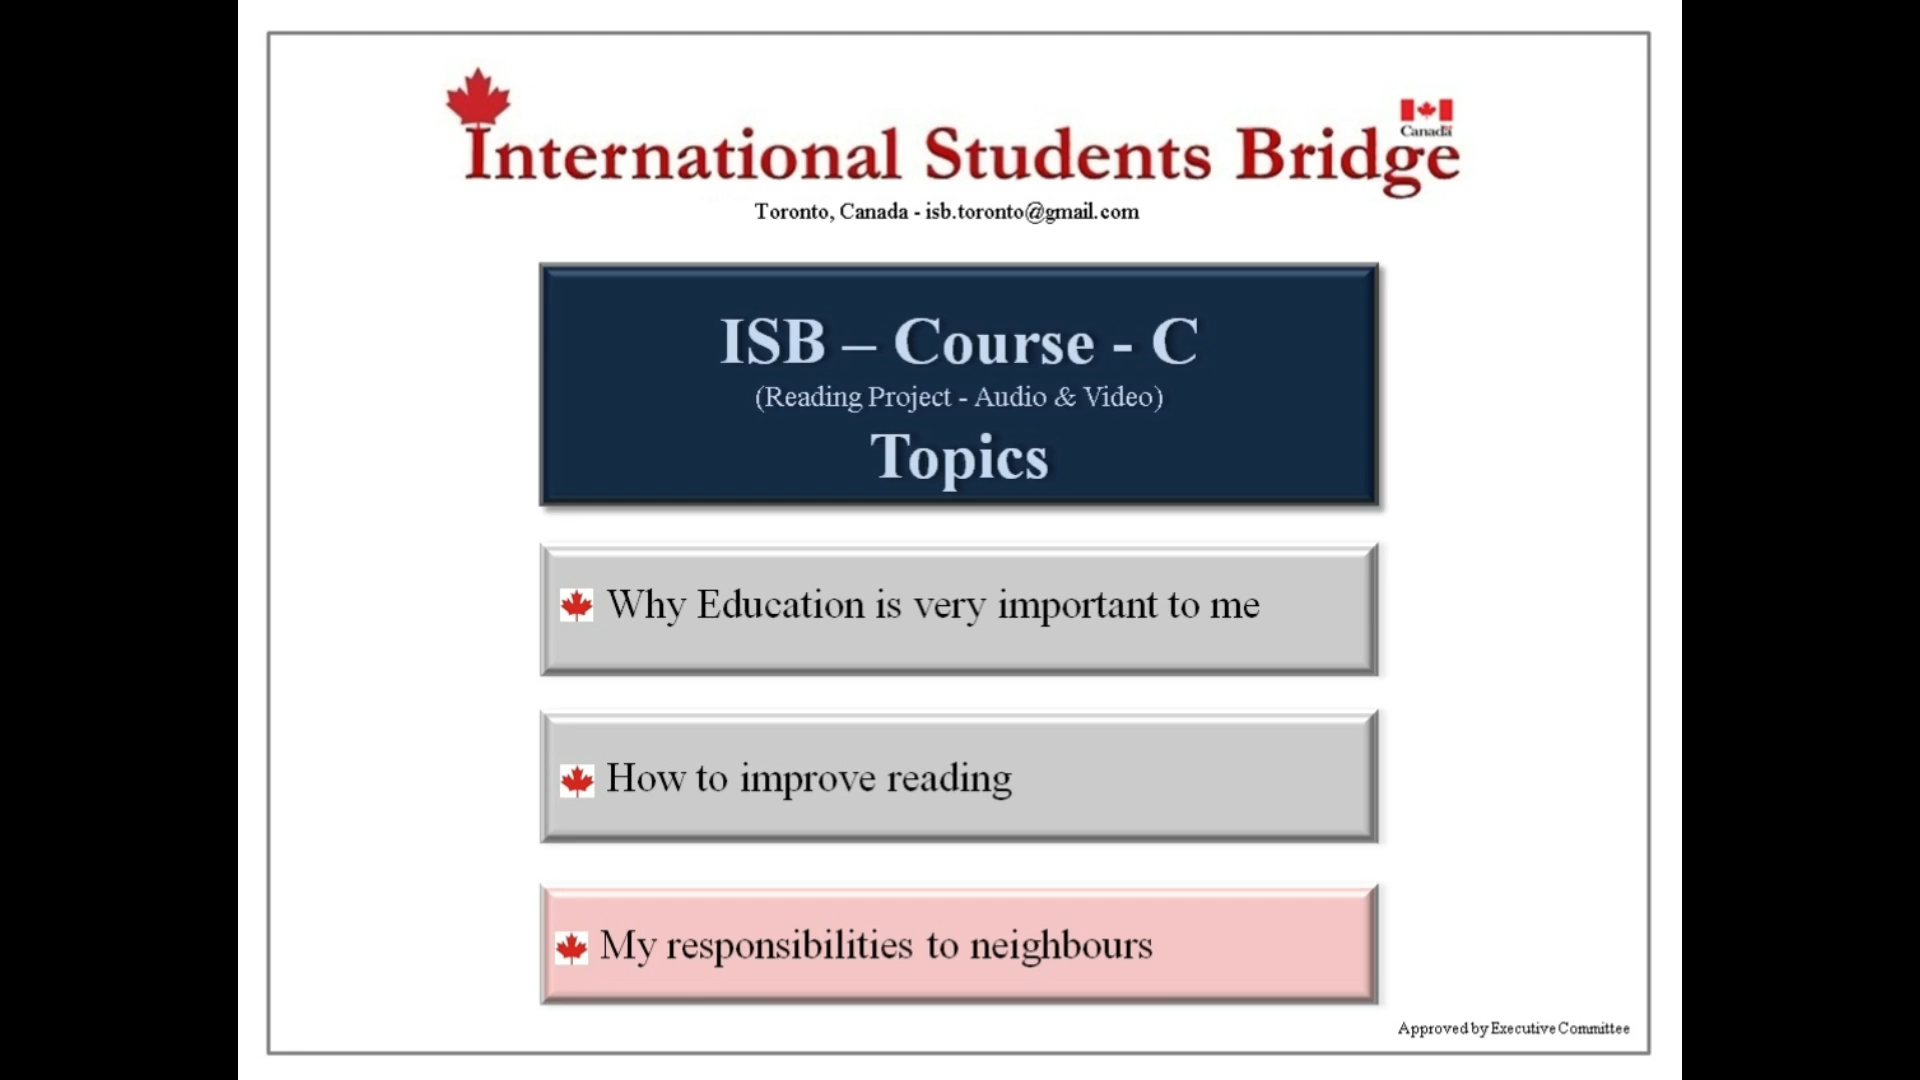 Canada
International Students Bridge
Toronto, Canada - isb.toronto@gmail.com
ISB – Course - C
(Reading Project - Audio & Video)
Topics
Why Education is very important to me
How to improve reading
My responsibilities to neighbours
Approved by Executive Committee